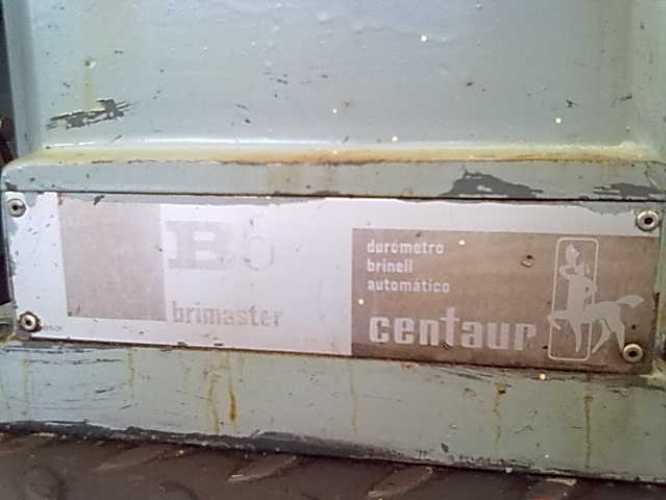 B5
brimaster
durómetro
brinell
automático
centaur